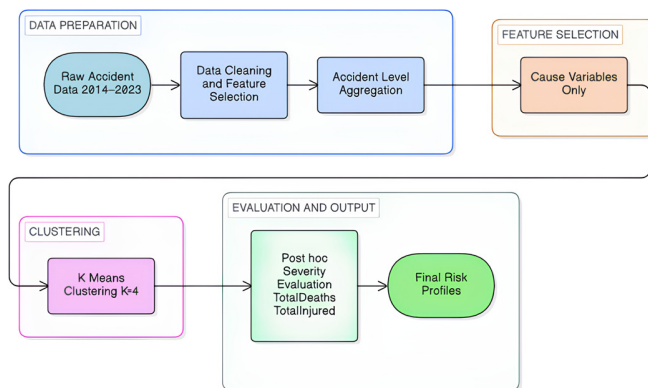 DATA PREPARATION
Raw Accident
Data 2014–2023
Data Cleaning
and Feature
Selection
Accident Level
Aggregation
FEATURE SELECTION
Cause Variables
Only
CLUSTERING
K Means
Clustering K=4
EVALUATION AND OUTPUT
Post hoc
Severity
Evaluation
TotalDeaths
TotalInjured
Final Risk
Profiles